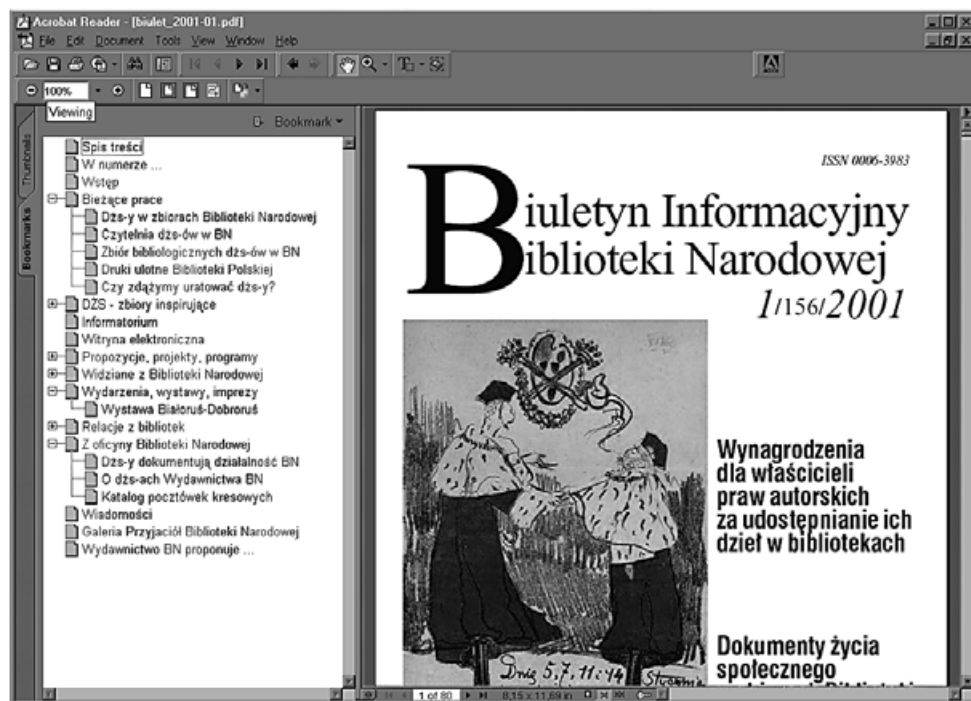 Acrobat Reader - [biulet_2001-01.pdf]
File Edit Document Tools View Window Help
100%
Viewing
Bookmark
Thumbnails
Bookmarks
Spis treści
W numerze ...
Wstęp
Bieżące prace
Dżs-y w zbiorach Biblioteki Narodowej
Czytelnia dżs-ów w BN
Zbiór bibliologicznych dżs-ów w BN
Druki ulotne Biblioteki Polskiej
Czy zdążymy uratować dżs-y?
DŻS - zbiory inspirujące
Informatorium
Witryna elektroniczna
Propozycje, projekty, programy
Widziane z Biblioteki Narodowej
Wydarzenia, wystawy, imprezy
Wystawa Białoruś-Dobroruś
Relacje z bibliotek
Z oficyny Biblioteki Narodowej
Dżs-y dokumentują działalność BN
O dżs-ach Wydawnictwa BN
Katalog pocztówek kresowych
Wiadomości
Galeria Przyjaciół Biblioteki Narodowej
Wydawnictwo BN proponuje ...
ISSN 0006-3983
Biuletyn Informacyjny
Biblioteki Narodowej
1/156/2001
Wynagrodzenia
dla właścicieli
praw autorskich
za udostępnianie ich
dzieł w bibliotekach
Dokumenty życia
społecznego
Dnia 5.7.11:14
1 of 80
8,15 x 11,69 in